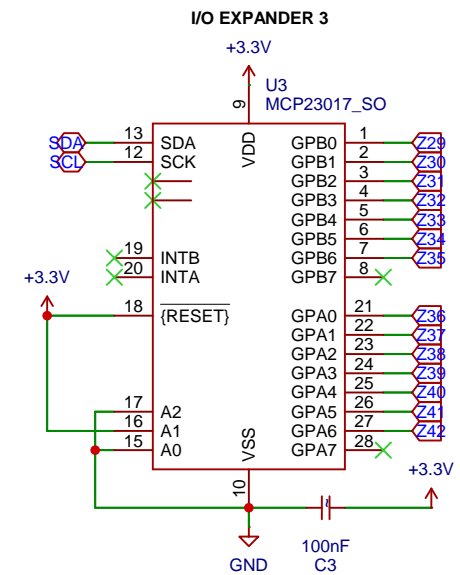 I/O EXPANDER 3
+3.3V
U3
MCP23017_SO
9
VDD
SDA 13 SDA
SCL 12 SCK
GPB0 1 Z29
GPB1 2 Z30
GPB2 3 Z31
GPB3 4 Z32
GPB4 5 Z33
GPB5 6 Z34
GPB6 7 Z35
GPB7 8
19 INTB
20 INTA
+3.3V
18 {RESET}
GPA0 21 Z36
GPA1 22 Z37
GPA2 23 Z38
GPA3 24 Z39
GPA4 25 Z40
GPA5 26 Z41
GPA6 27 Z42
GPA7 28
17 A2
16 A1
15 A0
VSS
10
+3.3V
GND
100nF
C3